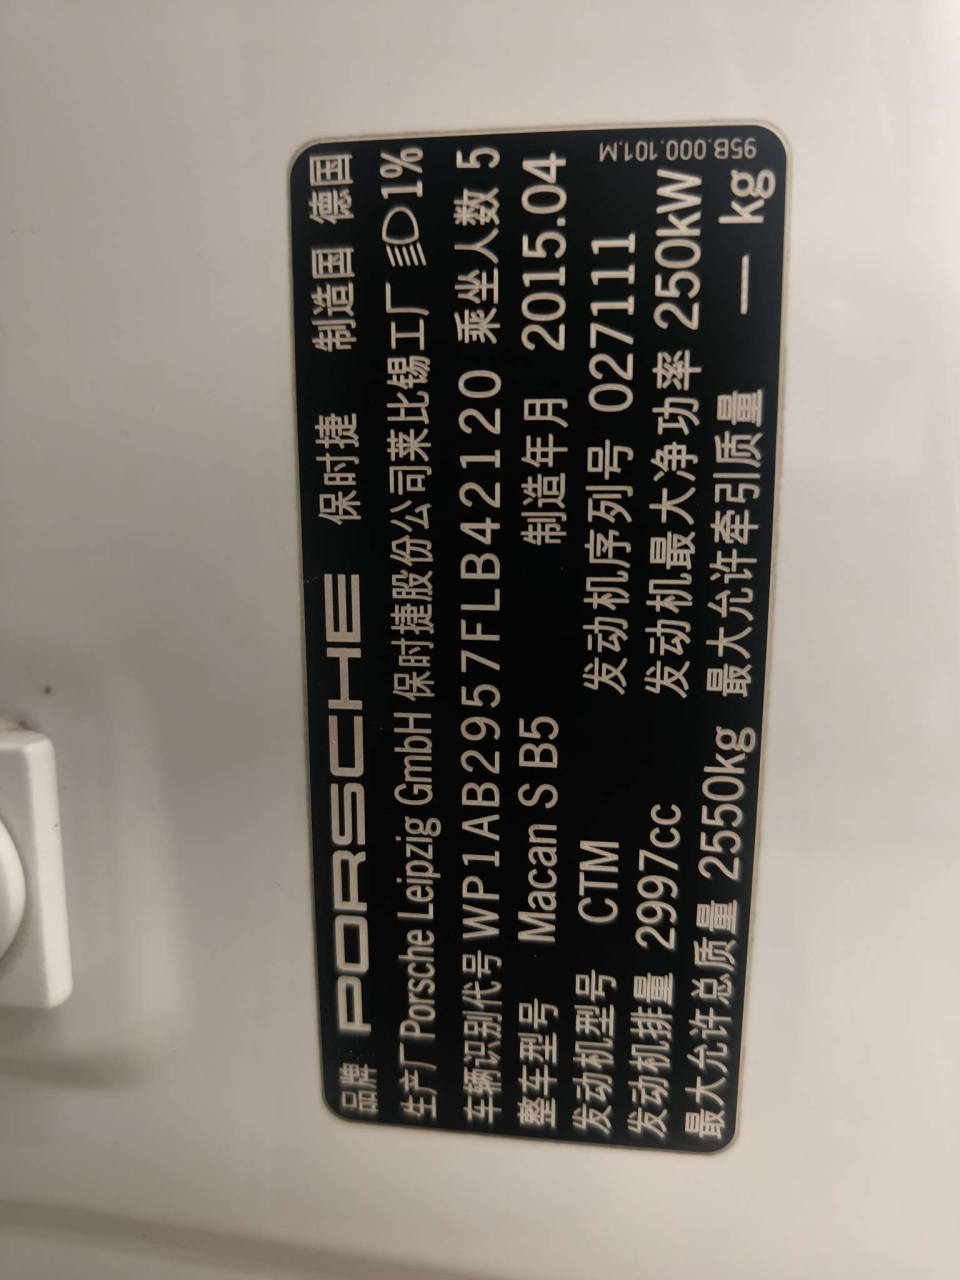 品牌 PORSCHE 保时捷 制造国 德国
生产厂 Porsche Leipzig GmbH 保时捷股份公司莱比锡工厂 1%
车辆识别代号 WP1AB2957FLB42120 乘坐人数 5
整车型号 Macan S B5 制造年月 2015.04
发动机型号 CTM 发动机序列号 027111
发动机排量 2997cc 发动机最大净功率 250kW
最大允许总质量 2550kg 最大允许牵引质量 — kg
95B.000.101.M